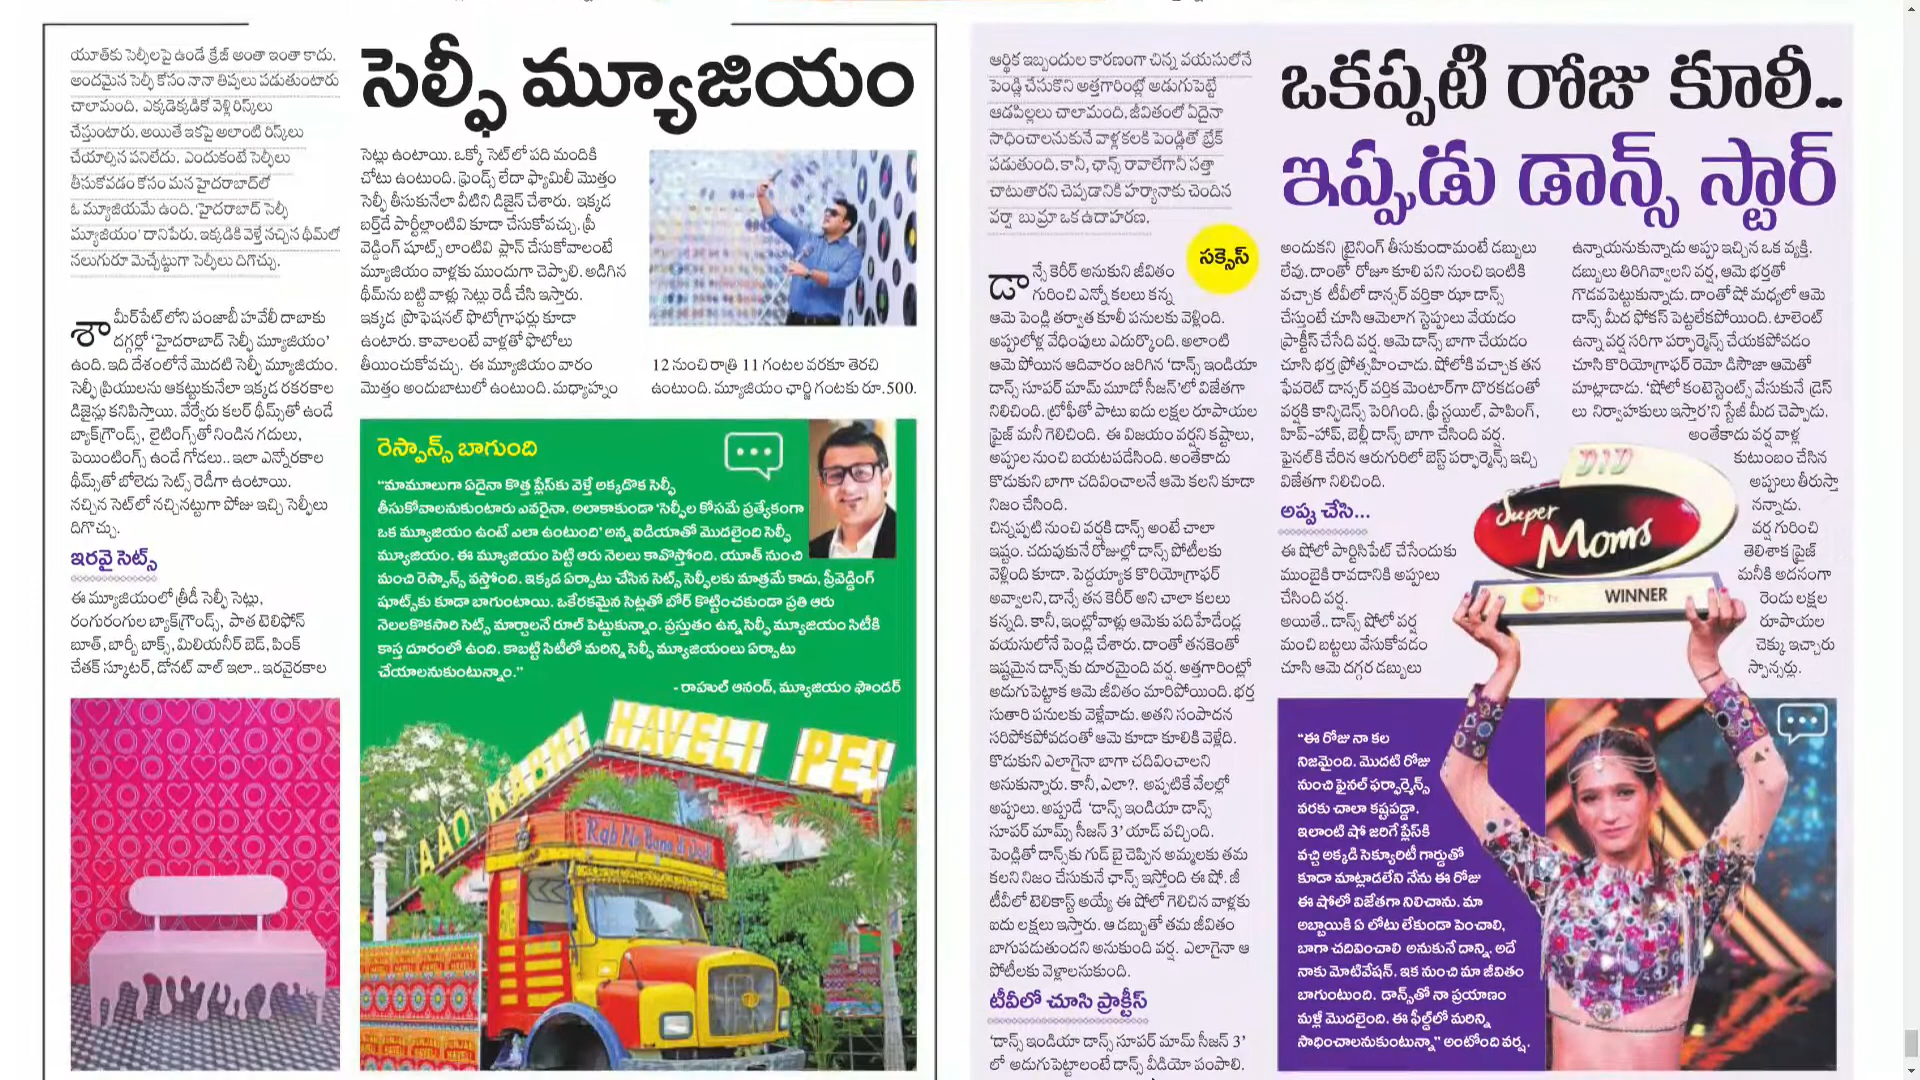 సెల్ఫీ మ్యూజియం
యూత్‌కు సెల్ఫీలపై ఉండే క్రేజ్ అంతా ఇంతా కాదు.
అందమైన సెల్ఫీ కోసం నానా తిప్పలు పడుతుంటారు
చాలామంది. ఎక్కడెక్కడికో వెళ్లి రిస్క్‌లు
చేస్తుంటారు. అయితే ఇకపై అలాంటి రిస్క్‌లు
చేయాల్సిన పనిలేదు. ఎందుకంటే సెల్ఫీలు
తీసుకోవడం కోసం మన హైదరాబాద్‌లో
ఓ మ్యూజియమే ఉంది. 'హైదరాబాద్ సెల్ఫీ
మ్యూజియం' దానిపేరు. ఇక్కడికి వెళ్తే నచ్చిన థీమ్‌లో
నలుగురూ మెచ్చేట్టుగా సెల్ఫీలు దిగొచ్చు.
శామీర్‌పేట్‌లోని పంజాబీ హవేలీ దాబాకు
దగ్గర్లో 'హైదరాబాద్ సెల్ఫీ మ్యూజియం'
ఉంది. ఇది దేశంలోనే మొదటి సెల్ఫీ మ్యూజియం.
సెల్ఫీ ప్రియులను ఆకట్టుకునేలా ఇక్కడ రకరకాల
డిజైన్లు కనిపిస్తాయి. వేర్వేరు కలర్ థీమ్స్‌తో ఉండే
బ్యాక్‌గ్రౌండ్స్, లైటింగ్స్‌తో నిండిన గదులు,
పెయింటింగ్స్ ఉండే గోడలు.. ఇలా ఎన్నోరకాల
థీమ్స్‌తో బోలెడు సెట్స్ రెడీగా ఉంటాయి.
నచ్చిన సెట్‌లో నచ్చినట్టుగా పోజు ఇచ్చి సెల్ఫీలు
దిగొచ్చు.
ఇరవై సెట్స్
ఈ మ్యూజియంలో త్రీడీ సెల్ఫీ సెట్లు,
రంగురంగుల బ్యాక్‌గ్రౌండ్స్, పాత టెలిఫోన్
బూత్, బార్బీ బాక్స్, మిలియనీర్ బెడ్, పింక్
చేతక్ స్కూటర్, డోనట్ వాల్ ఇలా.. ఇరవైరకాల
సెట్లు ఉంటాయి. ఒక్కో సెట్‌లో పది మందికి
చోటు ఉంటుంది. ఫ్రెండ్స్ లేదా ఫ్యామిలీ మొత్తం
సెల్ఫీ తీసుకునేలా వీటిని డిజైన్ చేశారు. ఇక్కడ
బర్త్‌డే పార్టీల్లాంటివి కూడా చేసుకోవచ్చు. ప్రీ
వెడ్డింగ్ షూట్స్ లాంటివి ప్లాన్ చేసుకోవాలంటే
మ్యూజియం వాళ్లకు ముందుగా చెప్పాలి. అడిగిన
థీమ్‌ను బట్టి వాళ్లు సెట్లు రెడీ చేసి ఇస్తారు.
ఇక్కడ ప్రొఫెషనల్ ఫొటోగ్రాఫర్లు కూడా
ఉంటారు. కావాలంటే వాళ్లతో ఫొటోలు
తీయించుకోవచ్చు. ఈ మ్యూజియం వారం
మొత్తం అందుబాటులో ఉంటుంది. మధ్యాహ్నం
12 నుంచి రాత్రి 11 గంటల వరకూ తెరచి
ఉంటుంది. మ్యూజియం ఛార్జి గంటకు రూ.500.
రెస్పాన్స్ బాగుంది
"మామూలుగా ఏదైనా కొత్త ప్లేస్‌కు వెళ్తే అక్కడొక సెల్ఫీ
తీసుకోవాలనుకుంటారు ఎవరైనా. అలాకాకుండా 'సెల్ఫీల కోసమే ప్రత్యేకంగా
ఒక మ్యూజియం ఉంటే ఎలా ఉంటుంది' అన్న ఐడియాతో మొదలైంది సెల్ఫీ
మ్యూజియం. ఈ మ్యూజియం పెట్టి ఆరు నెలలు కావొస్తోంది. యూత్ నుంచి
మంచి రెస్పాన్స్ వస్తోంది. ఇక్కడ ఏర్పాటు చేసిన సెట్స్ సెల్ఫీలకు మాత్రమే కాదు, ప్రీవెడ్డింగ్
షూట్స్‌కు కూడా బాగుంటాయి. ఒకేరకమైన సెట్లతో బోర్ కొట్టించకుండా ప్రతి ఆరు
నెలలకొకసారి సెట్స్ మార్చాలనే రూల్ పెట్టుకున్నాం. ప్రస్తుతం ఉన్న సెల్ఫీ మ్యూజియం సిటీకి
కాస్త దూరంలో ఉంది. కాబట్టి సిటీలో మరిన్ని సెల్ఫీ మ్యూజియంలు ఏర్పాటు
చేయాలనుకుంటున్నాం."
- రాహుల్ ఆనంద్, మ్యూజియం ఫౌండర్
AAO KABHI HAVELI PE!
Rab Ne Bana di Jodi
ఒకప్పటి రోజు కూలీ..
ఇప్పుడు డాన్స్ స్టార్
ఆర్థిక ఇబ్బందుల కారణంగా చిన్న వయసులోనే
పెండ్లి చేసుకొని అత్తగారింట్లో అడుగుపెట్టే
ఆడపిల్లలు చాలామంది. జీవితంలో ఏదైనా
సాధించాలనుకునే వాళ్లకలకి పెండ్లితో బ్రేక్
పడుతుంది. కానీ, ఛాన్స్ రావాలేగానీ సత్తా
చాటుతారని చెప్పడానికి హర్యానాకు చెందిన
వర్షా బుమ్రా ఒక ఉదాహరణ.
సక్సెస్
డాన్సే కెరీర్ అనుకుని జీవితం
గురించి ఎన్నో కలలు కన్న
ఆమె పెండ్లి తర్వాత కూలీ పనులకు వెళ్లింది.
అప్పులోళ్ల వేధింపులు ఎదుర్కొంది. అలాంటి
ఆమె పోయిన ఆదివారం జరిగిన 'డాన్స్ ఇండియా
డాన్స్ సూపర్ మామ్ మూడో సీజన్'లో విజేతగా
నిలిచింది. ట్రోఫీతో పాటు ఐదు లక్షల రూపాయల
ప్రైజ్ మనీ గెలిచింది. ఈ విజయం వర్షని కష్టాలు,
అప్పుల నుంచి బయటపడేసింది. అంతేకాదు
కొడుకుని బాగా చదివించాలనే ఆమె కలని కూడా
నిజం చేసింది.
చిన్నప్పటి నుంచి వర్షకి డాన్స్ అంటే చాలా
ఇష్టం. చదువుకునే రోజుల్లో డాన్స్ పోటీలకు
వెళ్లింది కూడా. పెద్దయ్యాక కొరియోగ్రాఫర్
అవ్వాలని, డాన్సే తన కెరీర్ అని చాలా కలలు
కన్నది. కానీ, ఇంట్లోవాళ్లు ఆమెకు పదిహేడేండ్ల
వయసులోనే పెండ్లి చేశారు. దాంతో తనకెంతో
ఇష్టమైన డాన్స్‌కు దూరమైంది వర్ష. అత్తగారింట్లో
అడుగుపెట్టాక ఆమె జీవితం మారిపోయింది. భర్త
సుతారి పనులకు వెళ్లేవాడు. అతని సంపాదన
సరిపోకపోవడంతో ఆమె కూడా కూలికి వెళ్లేది.
కొడుకుని ఎలాగైనా బాగా చదివించాలని
అనుకున్నారు. కానీ, ఎలా?. అప్పటికే వేలల్లో
అప్పులు. అప్పుడే 'డాన్స్ ఇండియా డాన్స్
సూపర్ మామ్స్ సీజన్ 3' యాడ్ వచ్చింది.
పెండ్లితో డాన్స్‌కు గుడ్ బై చెప్పిన అమ్మలకు తమ
కలని నిజం చేసుకునే ఛాన్స్ ఇస్తోంది ఈ షో. జీ
టీవీలో టెలికాస్ట్ అయ్యే ఈ షోలో గెలిచిన వాళ్లకు
ఐదు లక్షలు ఇస్తారు. ఆ డబ్బుతో తమ జీవితం
బాగుపడుతుందని అనుకుంది వర్ష. ఎలాగైనా ఆ
పోటీలకు వెళ్లాలనుకుంది.
టీవీలో చూసి ప్రాక్టీస్
'డాన్స్ ఇండియా డాన్స్ సూపర్ మామ్ సీజన్ 3'
లో అడుగుపెట్టాలంటే డాన్స్ వీడియో పంపాలి.
అందుకని ట్రైనింగ్ తీసుకుందామంటే డబ్బులు
లేవు. దాంతో రోజూ కూలి పని నుంచి ఇంటికి
వచ్చాక టీవీలో డాన్సర్ వర్తికా ఝా డాన్స్
చేస్తుంటే చూసి ఆమెలాగ స్టెప్పులు వేయడం
ప్రాక్టీస్ చేసేది వర్ష. ఆమె డాన్స్ బాగా చేయడం
చూసి భర్త ప్రోత్సహించాడు. షోలోకి వచ్చాక తన
ఫేవరెట్ డాన్సర్ వర్తిక మెంటార్‌గా దొరకడంతో
వర్షకి కాన్ఫిడెన్స్ పెరిగింది. ఫ్రీ స్టయిల్, పాపింగ్,
హిప్-హాప్, బెల్లీ డాన్స్ బాగా చేసింది వర్ష.
ఫైనల్‌కి చేరిన ఆరుగురిలో బెస్ట్ పర్ఫార్మెన్స్ ఇచ్చి
విజేతగా నిలిచింది.
అప్పు చేసి...
ఈ షోలో పార్టిసిపేట్ చేసేందుకు
ముంబైకి రావడానికి అప్పులు
చేసింది వర్ష.
అయితే.. డాన్స్ షోలో వర్ష
మంచి బట్టలు వేసుకోవడం
చూసి ఆమె దగ్గర డబ్బులు
ఉన్నాయనుకున్నాడు అప్పు ఇచ్చిన ఒక వ్యక్తి.
డబ్బులు తిరిగివ్వాలని వర్ష, ఆమె భర్తతో
గొడవపెట్టుకున్నాడు. దాంతో షో మధ్యలో ఆమె
డాన్స్ మీద ఫోకస్ పెట్టలేకపోయింది. టాలెంట్
ఉన్నా వర్ష సరిగా పర్ఫార్మెన్స్ చేయకపోవడం
చూసి కొరియోగ్రాఫర్ రెమో డిసౌజా ఆమెతో
మాట్లాడాడు. 'షోలో కంటెస్టెంట్స్ వేసుకునే డ్రెస్
లు నిర్వాహకులు ఇస్తార'ని స్టేజీ మీద చెప్పాడు.
అంతేకాదు వర్ష వాళ్ల
కుటుంబం చేసిన
అప్పులు తీరుస్తా
నన్నాడు.
వర్ష గురించి
తెలిశాక ప్రైజ్
మనీకి అదనంగా
రెండు లక్షల
రూపాయల
చెక్కు ఇచ్చారు
స్పాన్సర్లు.
DID
Super
Moms
WINNER
"ఈ రోజు నా కల
నిజమైంది. మొదటి రోజు
నుంచి ఫైనల్ పర్ఫార్మెన్స్
వరకు చాలా కష్టపడ్డా.
ఇలాంటి షో జరిగే ప్లేస్‌కి
వచ్చి అక్కడి సెక్యూరిటీ గార్డుతో
కూడా మాట్లాడలేని నేను ఈ రోజు
ఈ షోలో విజేతగా నిలిచాను. మా
అబ్బాయికి ఏ లోటు లేకుండా పెంచాలి,
బాగా చదివించాలి అనుకునే దాన్ని. అదే
నాకు మోటివేషన్. ఇక నుంచి మా జీవితం
బాగుంటుంది. డాన్స్‌తో నా ప్రయాణం
మళ్లీ మొదలైంది. ఈ ఫీల్డ్‌లో మరిన్ని
సాధించాలనుకుంటున్నా" అంటోంది వర్ష.